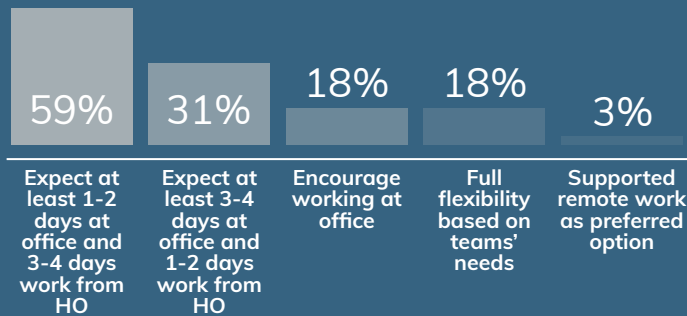 59%
31%
18%
18%
3%
Expect at
least 1-2
days at
office and
3-4 days
work from
HO
Expect at
least 3-4
days at
office and
1-2 days
work from
HO
Encourage
working at
office
Full
flexibility
based on
teams'
needs
Supported
remote work
as preferred
option